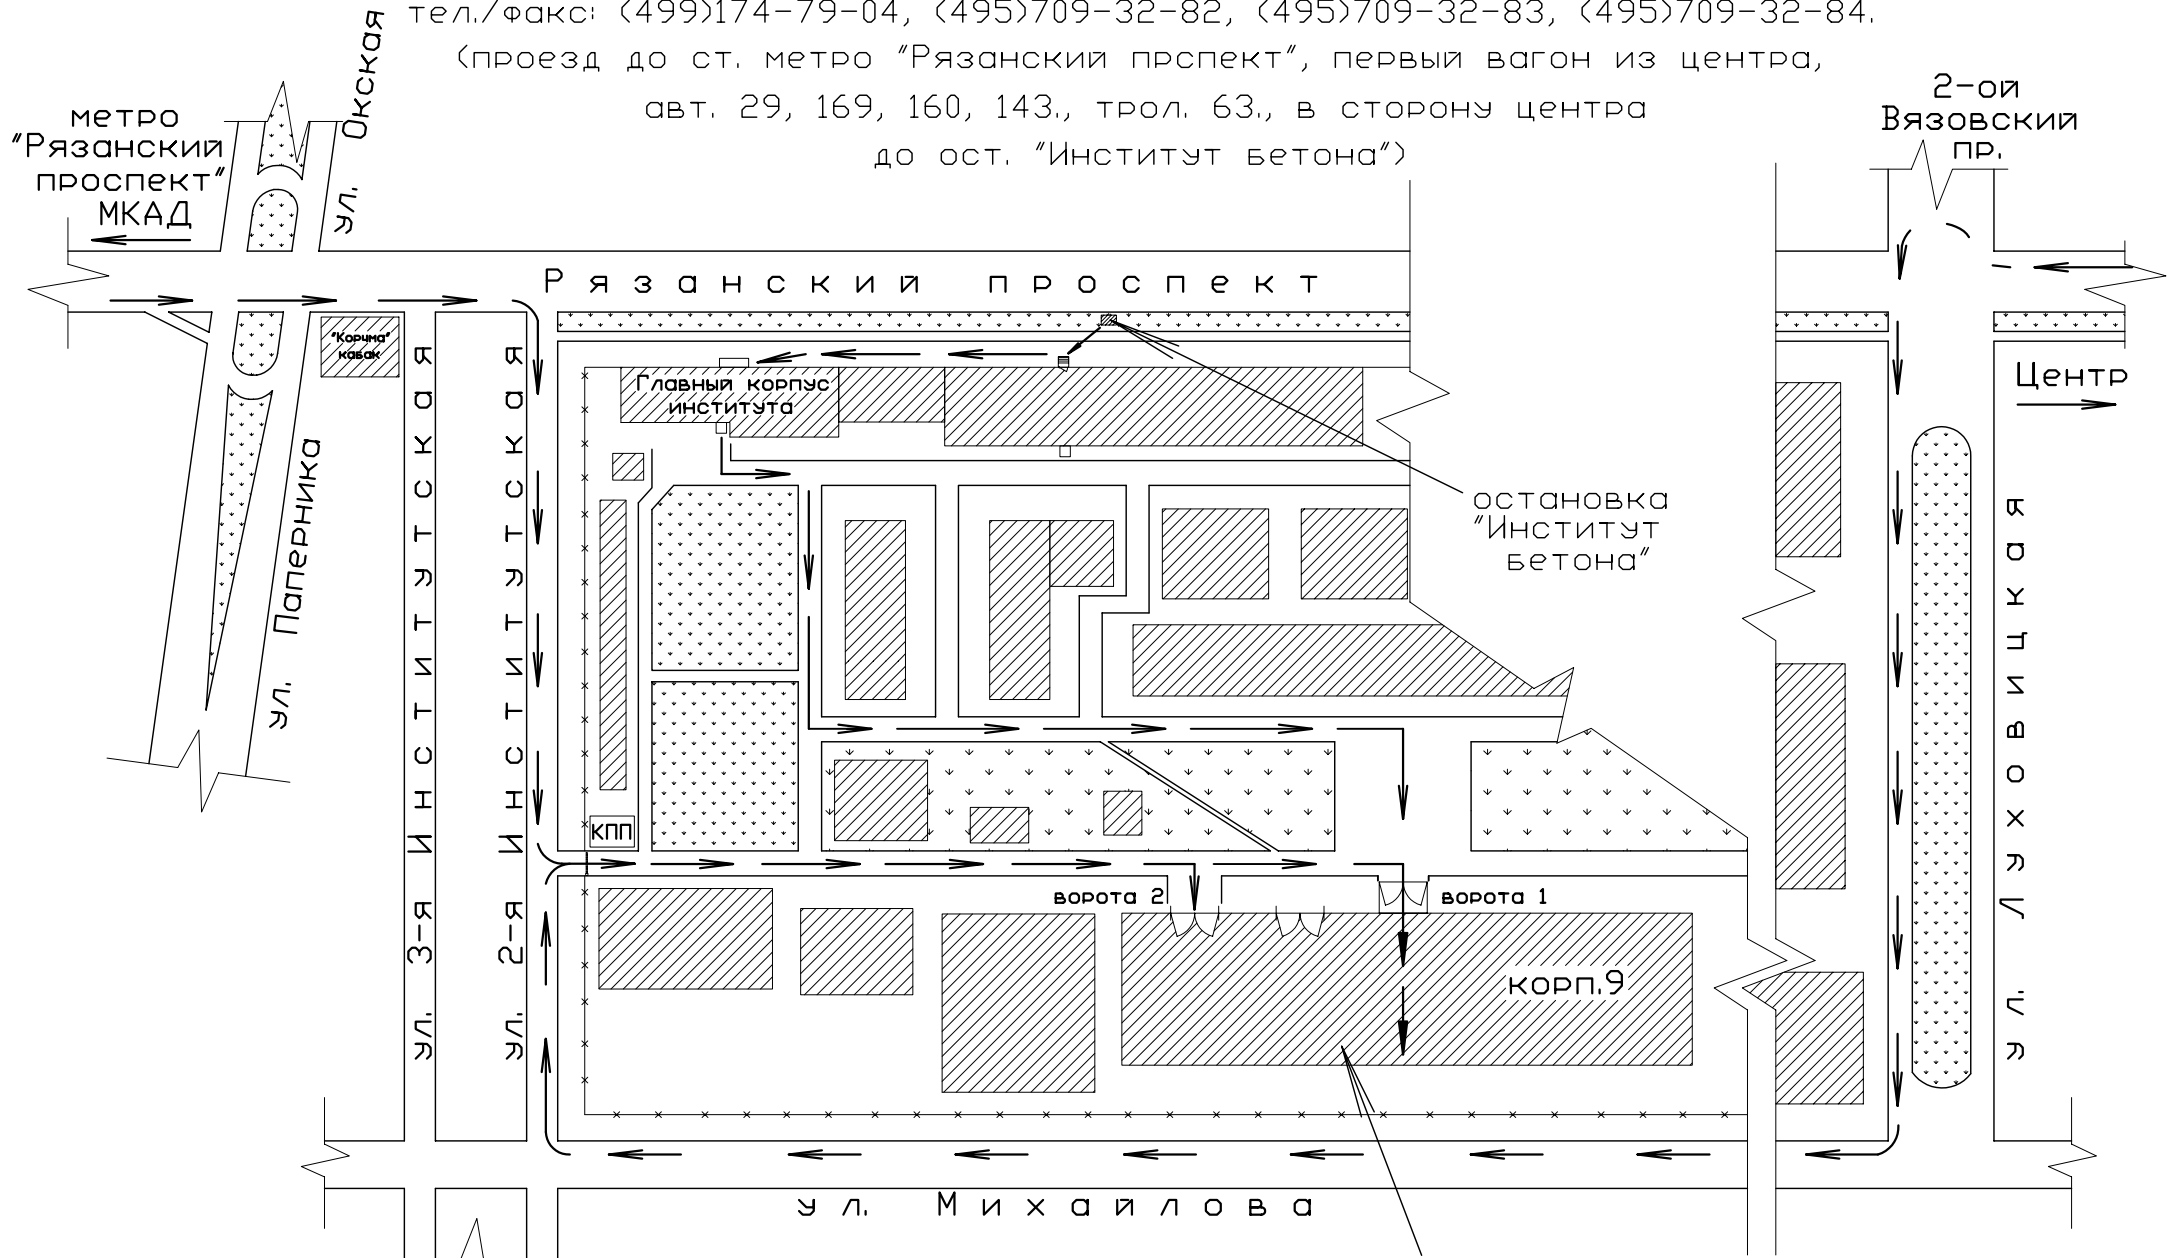 тел./факс: (499)174-79-04, (495)709-32-82, (495)709-32-83, (495)709-32-84.
(проезд до ст. метро "Рязанский прспект", первый вагон из центра,
авт. 29, 169, 160, 143., трол. 63., в сторону центра
до ост. "Институт бетона")
метро
"Рязанский
проспект"
МКАД
ул. Окская
2-ой
Вязовский
пр.
Рязанский проспект
"Корчма"
кабак
Главный корпус
института
Центр
остановка
"Институт
бетона"
ул. Паперника
ул. 3-я Институтская
ул. 2-я Институтская
ул. Луховицкая
КПП
ворота 2
ворота 1
корп.9
ул. Михайлова